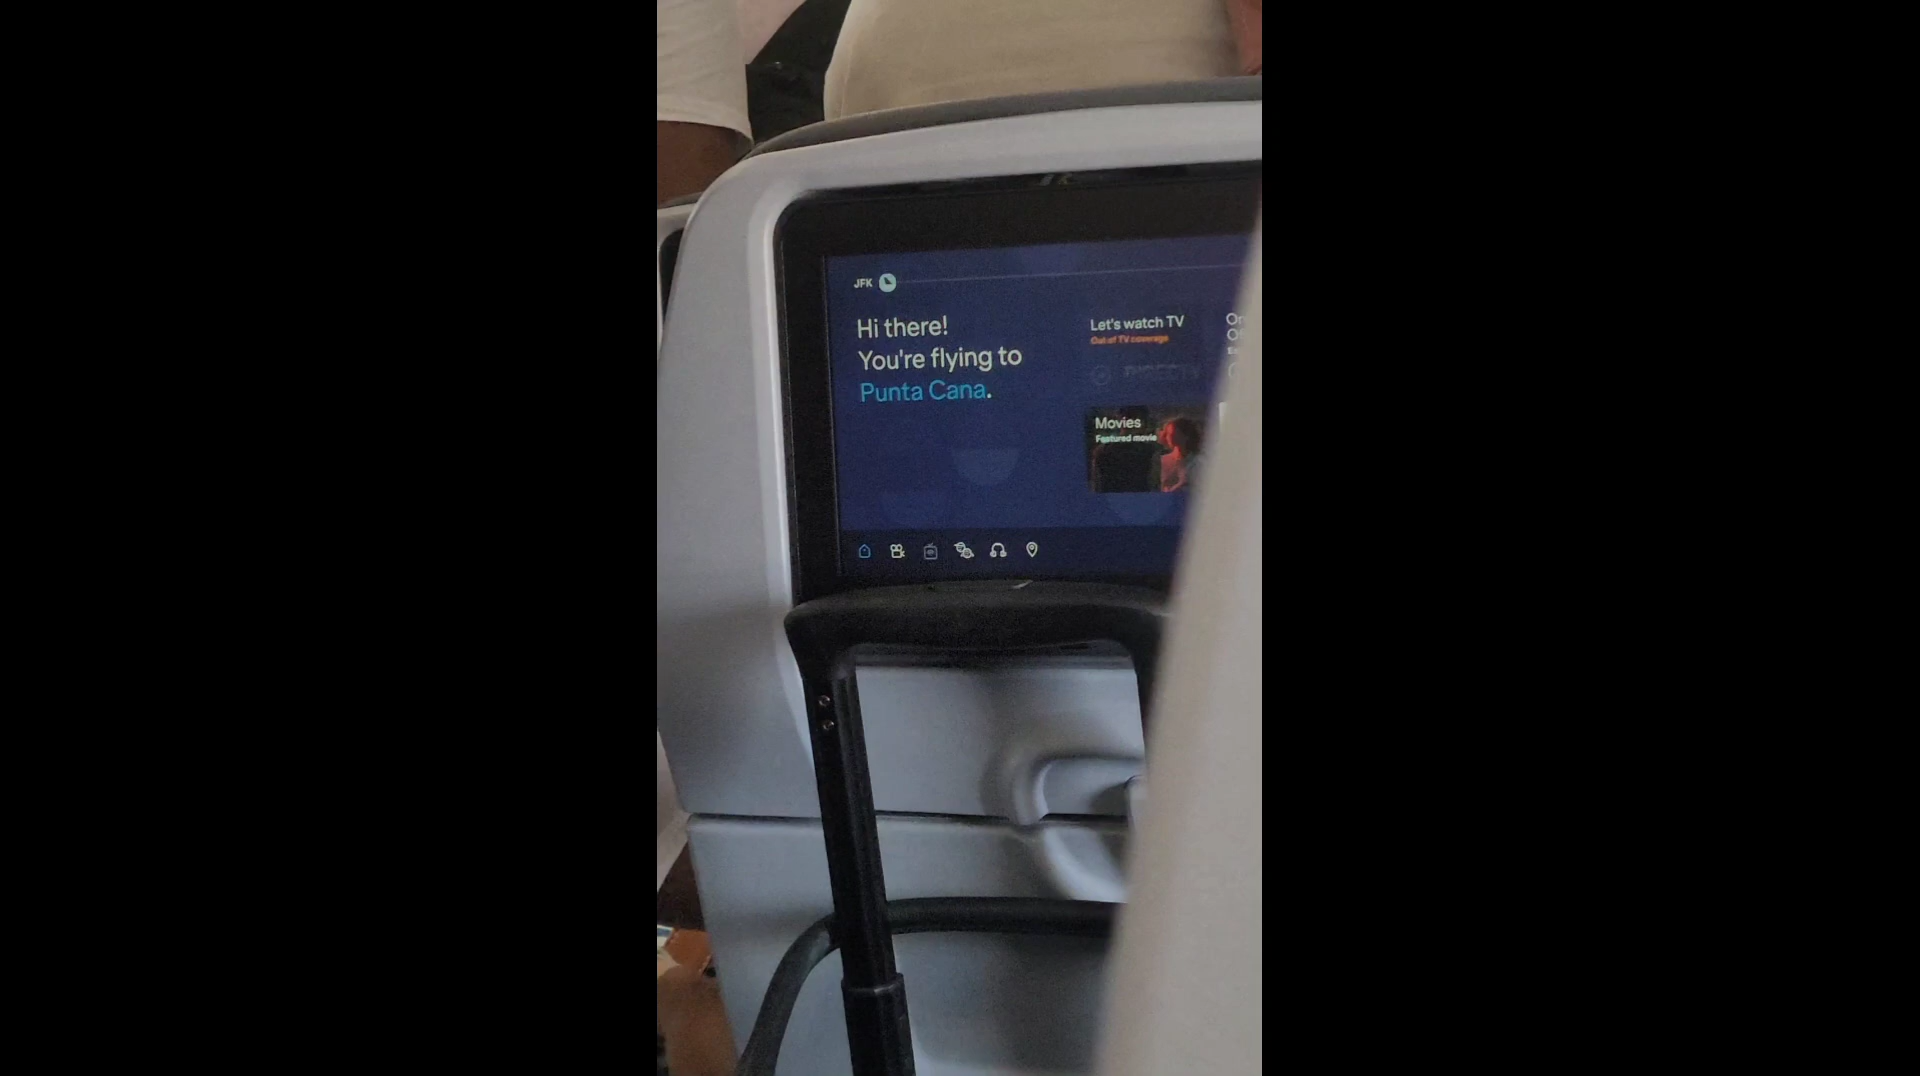 JFK
Hi there!
You're flying to
Punta Cana.
Let's watch TV
Out of TV coverage
DIRECTV
Movies
Featured movie